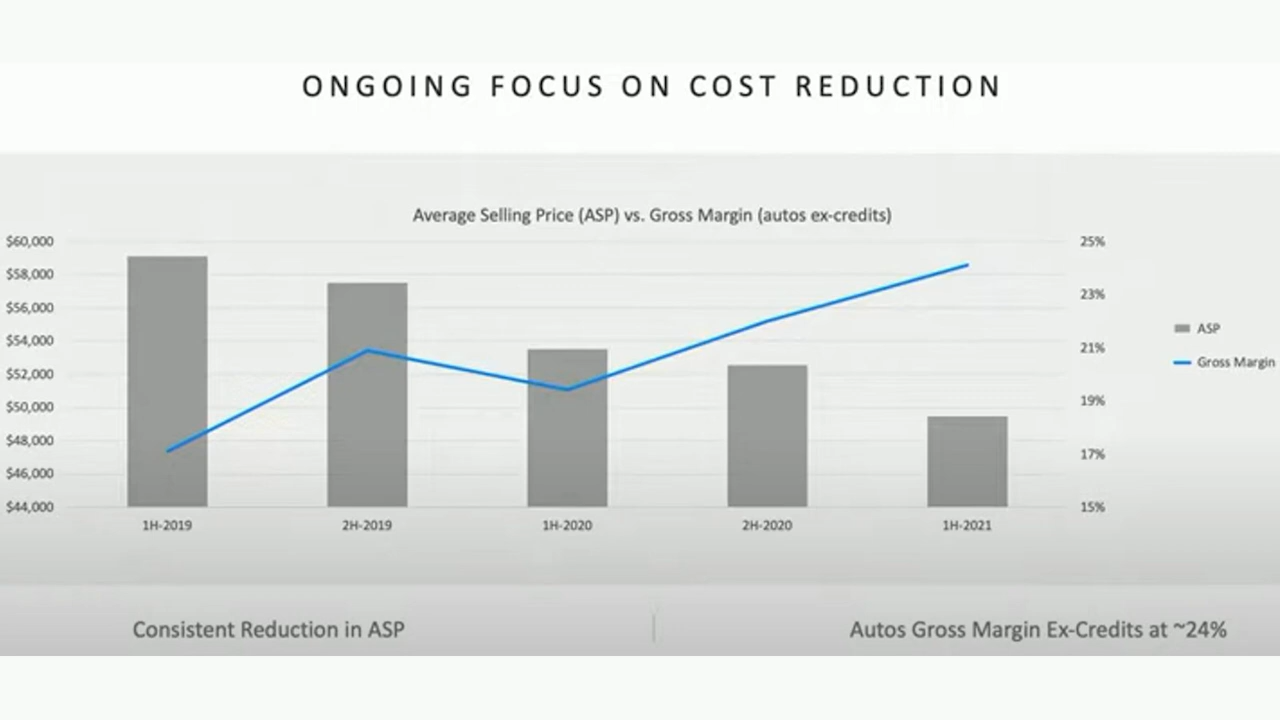 ONGOING FOCUS ON COST REDUCTION
Average Selling Price (ASP) vs. Gross Margin (autos ex-credits)
$60,000
$58,000
$56,000
$54,000
$52,000
$50,000
$48,000
$46,000
$44,000
25%
23%
21%
19%
17%
15%
ASP
Gross Margin
1H-2019
2H-2019
1H-2020
2H-2020
1H-2021
Consistent Reduction in ASP
Autos Gross Margin Ex-Credits at ~24%